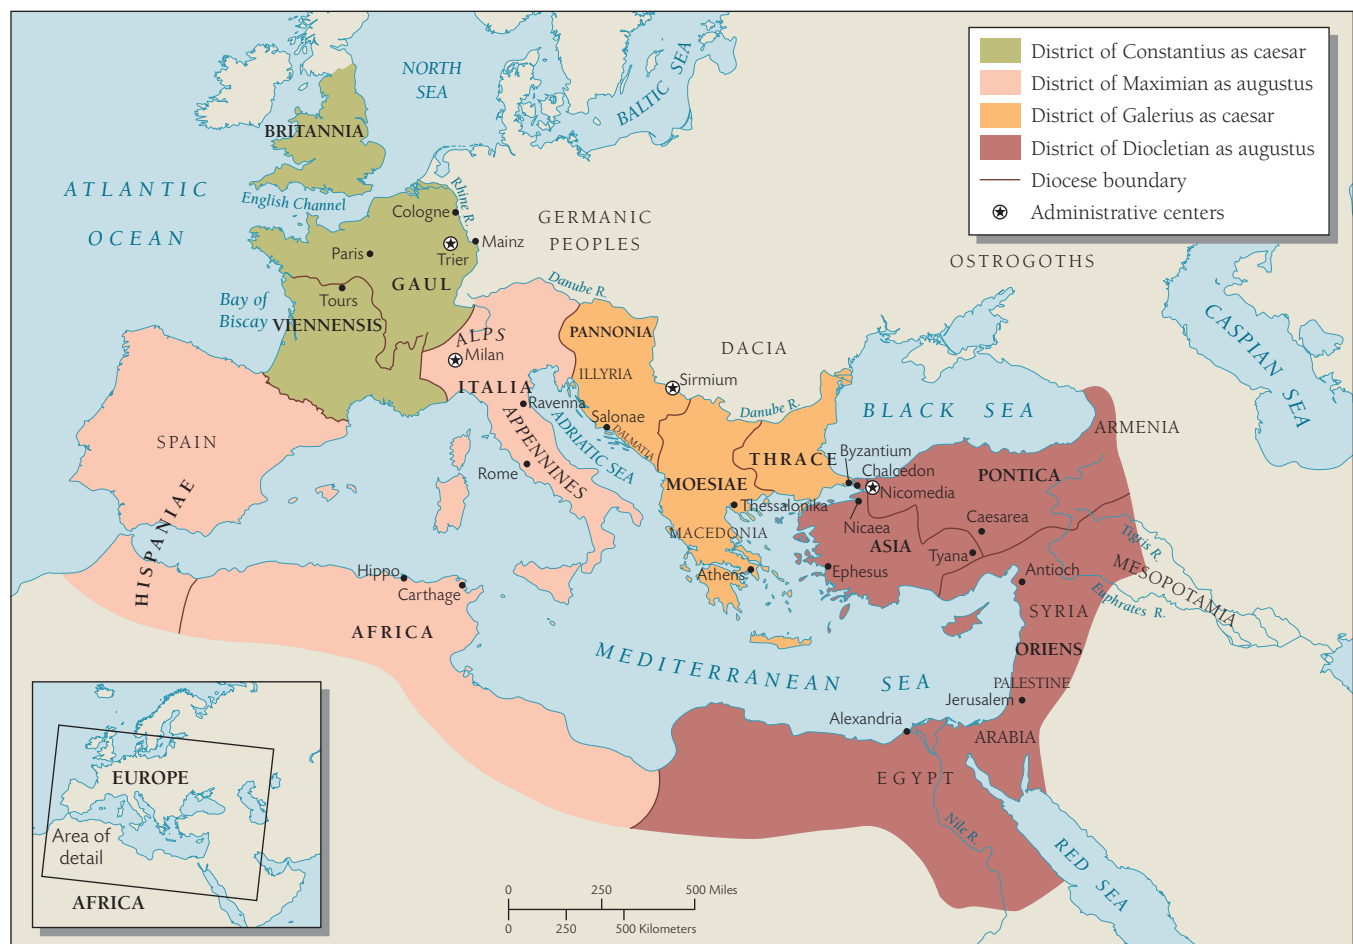 District of Constantius as caesar
District of Maximian as augustus
District of Galerius as caesar
District of Diocletian as augustus
Diocese boundary
Administrative centers
NORTH
SEA
BALTIC SEA
BRITANNIA
ATLANTIC
OCEAN
English Channel
Rhine R.
Cologne
Mainz
Trier
Paris
GAUL
Tours
VIENNENSIS
Bay of
Biscay
GERMANIC
PEOPLES
OSTROGOTHS
Danube R.
CASPIAN SEA
ALPS
Milan
ITALIA
Ravenna
APPENNINES
ADRIATIC SEA
Rome
PANNONIA
ILLYRIA
DACIA
Sirmium
Salonae
DALMATIA
Danube R.
BLACK SEA
ARMENIA
SPAIN
HISPANIAE
THRACE
Byzantium
Chalcedon
Nicomedia
PONTICA
MOESIAE
Thessalonika
MACEDONIA
Nicaea
ASIA
Caesarea
Tyana
Tigris R.
MESOPOTAMIA
Euphrates R.
Athens
Ephesus
Antioch
SYRIA
ORIENS
Hippo
Carthage
AFRICA
MEDITERRANEAN SEA
PALESTINE
Jerusalem
Alexandria
ARABIA
EGYPT
Nile R.
RED SEA
EUROPE
Area of
detail
AFRICA
0 250 500 Miles
0 250 500 Kilometers